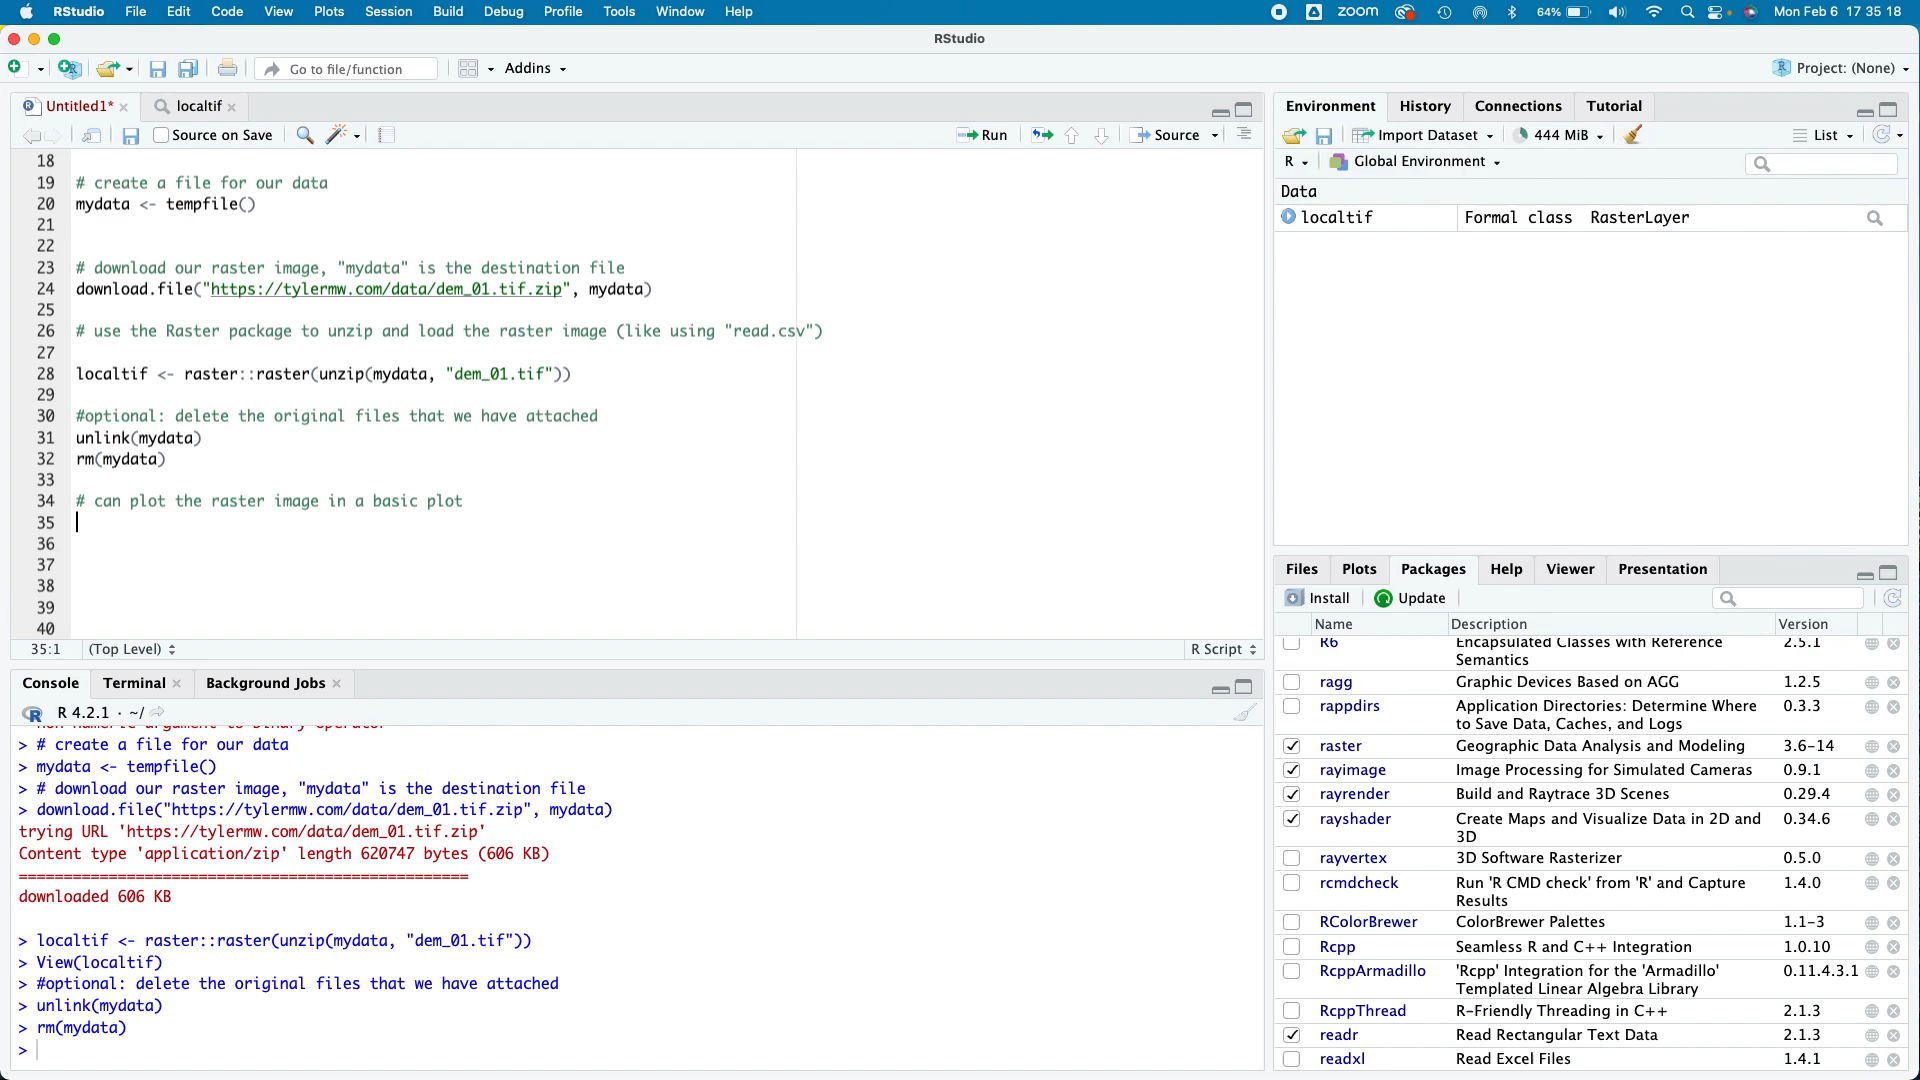 RStudio File Edit Code View Plots Session Build Debug Profile Tools Window Help zoom 64% Mon Feb 6 17 35 18
RStudio
Go to file/function Addins Project: (None)
Untitled1* localtif
Source on Save Run Source
18
19 # create a file for our data
20 mydata <- tempfile()
21
22
23 # download our raster image, "mydata" is the destination file
24 download.file("https://tylermw.com/data/dem_01.tif.zip", mydata)
25
26 # use the Raster package to unzip and load the raster image (like using "read.csv")
27
28 localtif <- raster::raster(unzip(mydata, "dem_01.tif"))
29
30 #optional: delete the original files that we have attached
31 unlink(mydata)
32 rm(mydata)
33
34 # can plot the raster image in a basic plot
35
36
37
38
39
40
35:1 (Top Level) R Script
Console Terminal Background Jobs
R 4.2.1 · ~/
> # create a file for our data
> mydata <- tempfile()
> # download our raster image, "mydata" is the destination file
> download.file("https://tylermw.com/data/dem_01.tif.zip", mydata)
trying URL 'https://tylermw.com/data/dem_01.tif.zip'
Content type 'application/zip' length 620747 bytes (606 KB)
==================================================
downloaded 606 KB
> localtif <- raster::raster(unzip(mydata, "dem_01.tif"))
> View(localtif)
> #optional: delete the original files that we have attached
> unlink(mydata)
> rm(mydata)
>
Environment History Connections Tutorial
Import Dataset 444 MiB List
R Global Environment
Data
localtif Formal class RasterLayer
Files Plots Packages Help Viewer Presentation
Install Update
Name Description Version
R6 Encapsulated Classes with Reference Semantics 2.5.1
ragg Graphic Devices Based on AGG 1.2.5
rappdirs Application Directories: Determine Where to Save Data, Caches, and Logs 0.3.3
raster Geographic Data Analysis and Modeling 3.6-14
rayimage Image Processing for Simulated Cameras 0.9.1
rayrender Build and Raytrace 3D Scenes 0.29.4
rayshader Create Maps and Visualize Data in 2D and 3D 0.34.6
rayvertex 3D Software Rasterizer 0.5.0
rcmdcheck Run 'R CMD check' from 'R' and Capture Results 1.4.0
RColorBrewer ColorBrewer Palettes 1.1-3
Rcpp Seamless R and C++ Integration 1.0.10
RcppArmadillo 'Rcpp' Integration for the 'Armadillo' Templated Linear Algebra Library 0.11.4.3.1
RcppThread R-Friendly Threading in C++ 2.1.3
readr Read Rectangular Text Data 2.1.3
readxl Read Excel Files 1.4.1